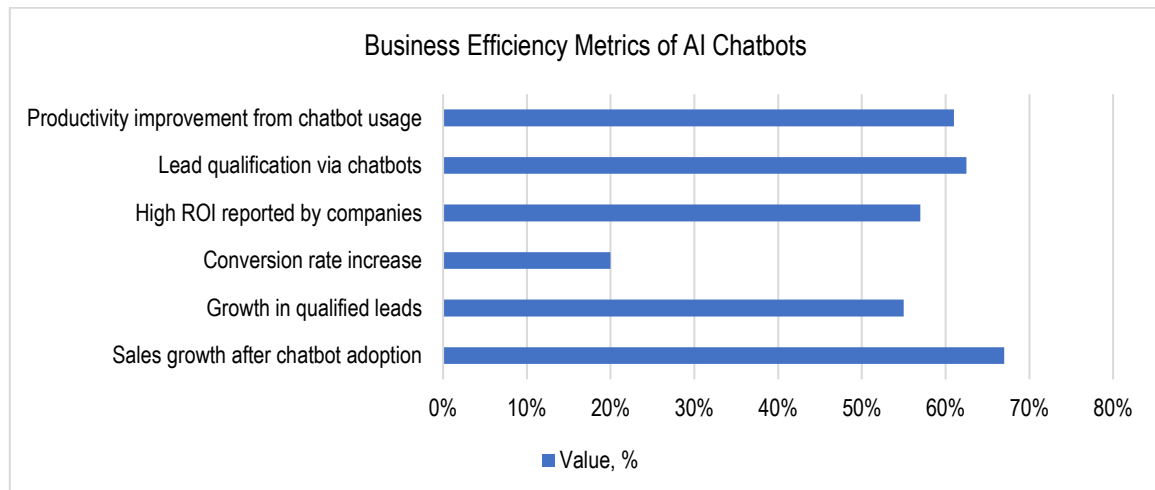 Business Efficiency Metrics of AI Chatbots
Productivity improvement from chatbot usage
Lead qualification via chatbots
High ROI reported by companies
Conversion rate increase
Growth in qualified leads
Sales growth after chatbot adoption
0% 10% 20% 30% 40% 50% 60% 70% 80%
Value, %